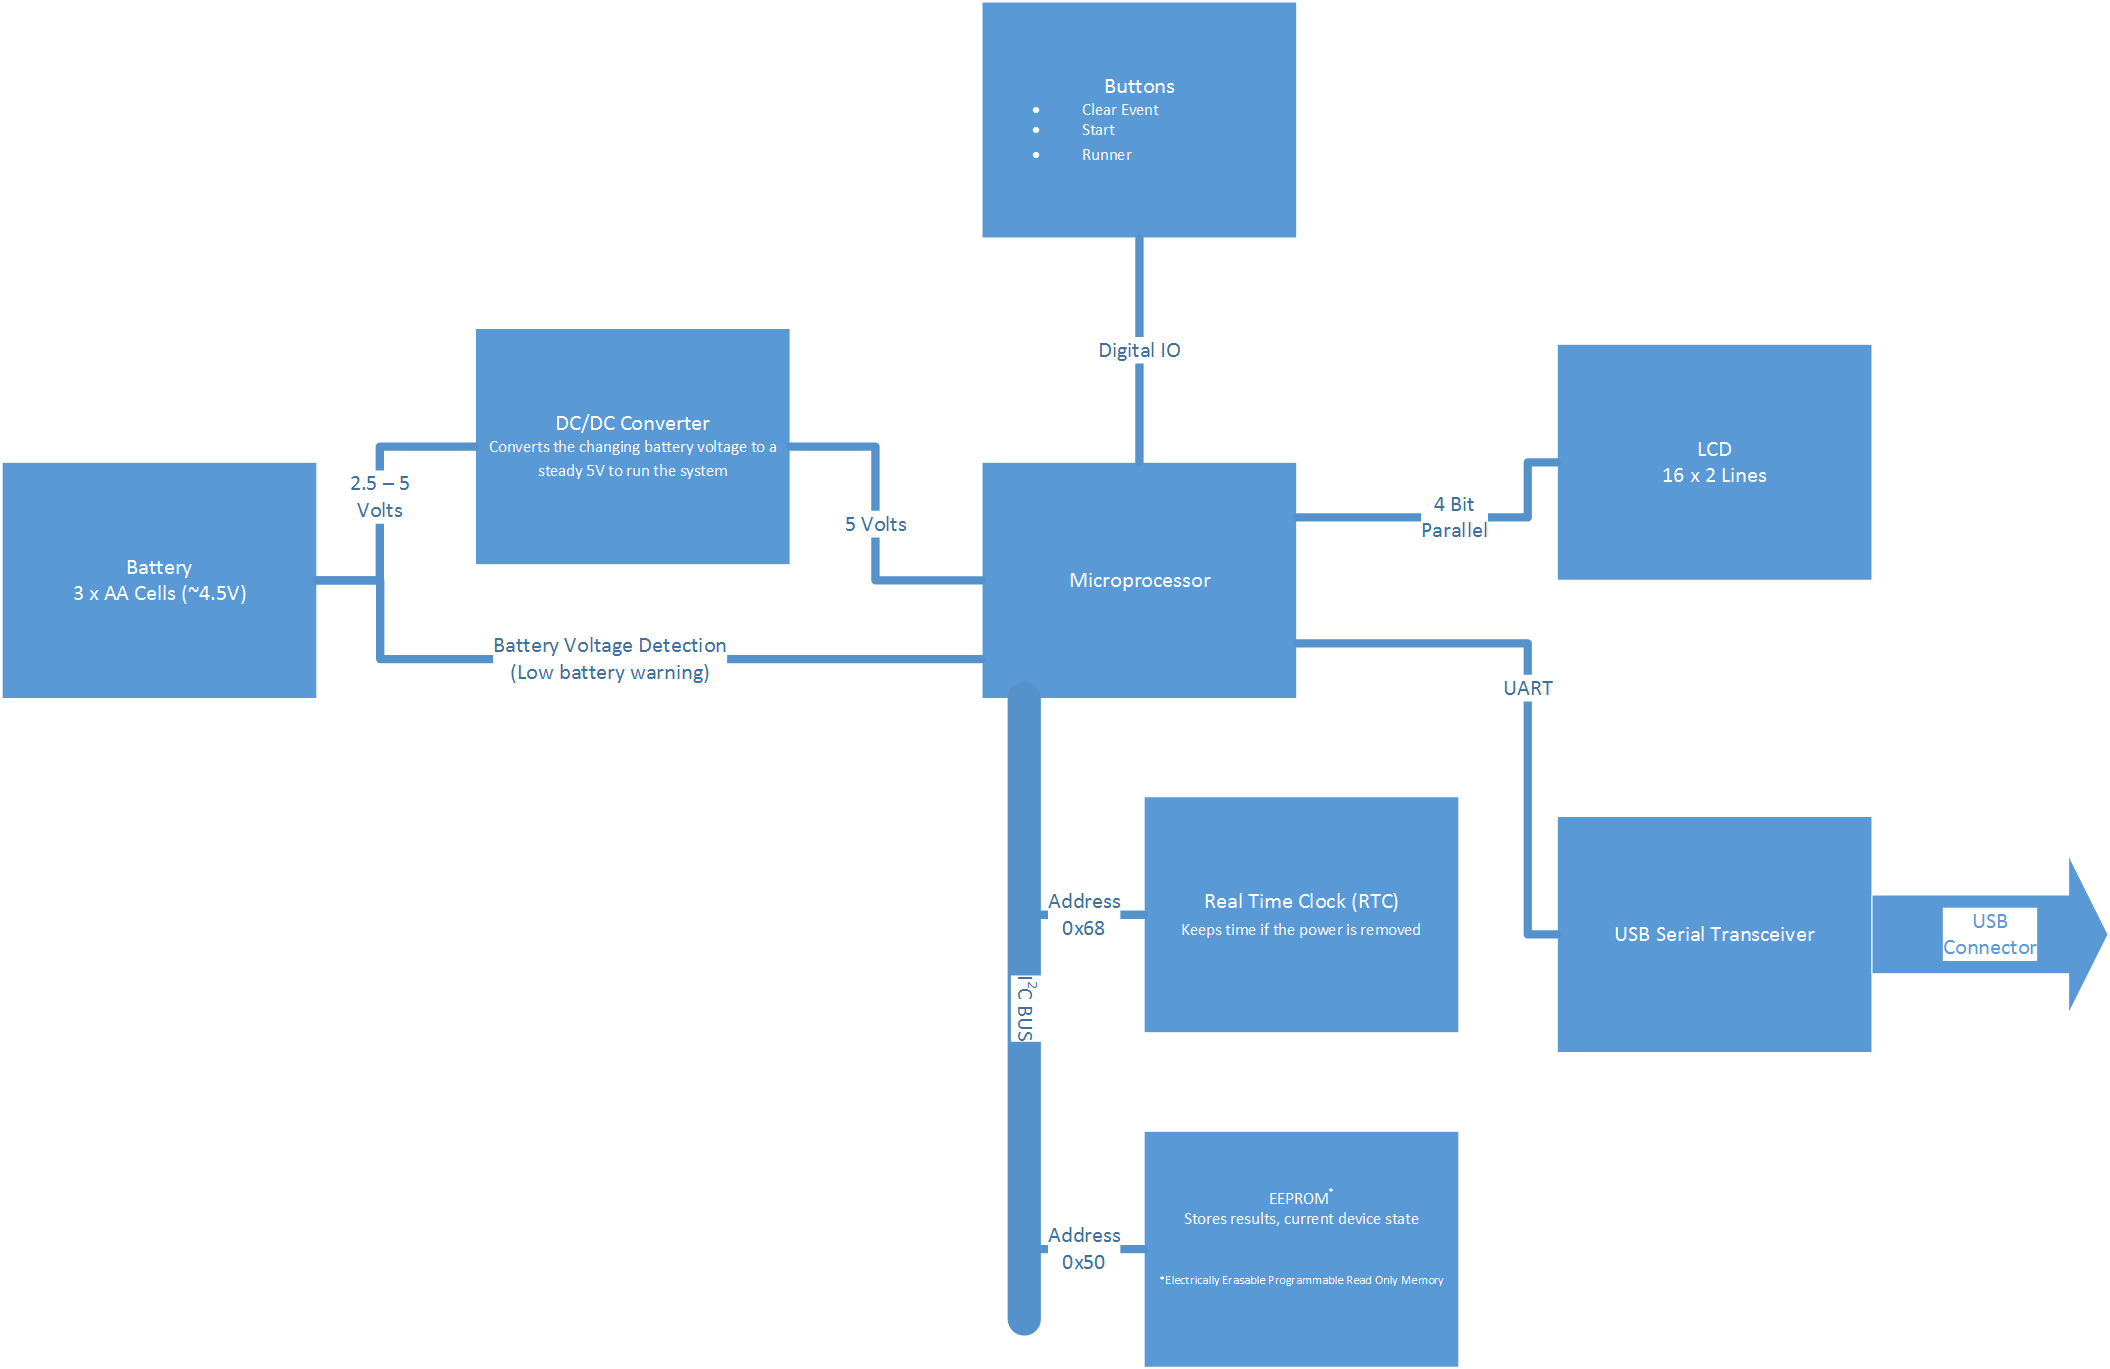 Buttons
• Clear Event
• Start
• Runner
Digital IO
DC/DC Converter
Converts the changing battery voltage to a
steady 5V to run the system
2.5 – 5
Volts
5 Volts
Battery
3 x AA Cells (~4.5V)
Battery Voltage Detection
(Low battery warning)
Microprocessor
4 Bit
Parallel
LCD
16 x 2 Lines
UART
Address
0x68
Real Time Clock (RTC)
Keeps time if the power is removed
I²C BUS
USB Serial Transceiver
USB
Connector
Address
0x50
EEPROM*
Stores results, current device state
*Electrically Erasable Programmable Read Only Memory